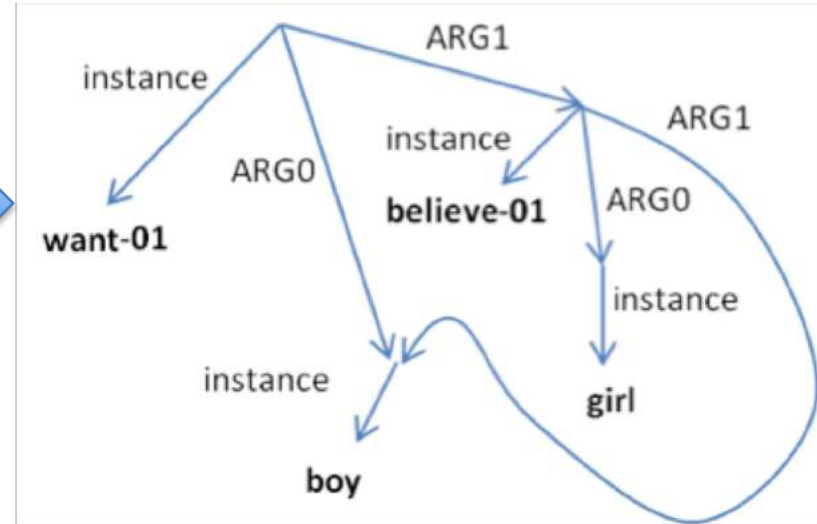 ARG1
instance
ARG1
instance
ARG0
believe-01
ARG0
want-01
instance
instance
girl
boy